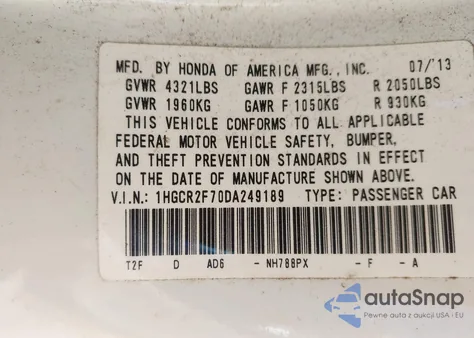 MFD. BY HONDA OF AMERICA MFG., INC. 07/13
GVWR 4321LBS GAWR F 2315LBS R 2050LBS
GVWR 1960KG GAWR F 1050KG R 930KG
THIS VEHICLE CONFORMS TO ALL APPLICABLE
FEDERAL MOTOR VEHICLE SAFETY, BUMPER,
AND THEFT PREVENTION STANDARDS IN EFFECT
ON THE DATE OF MANUFACTURE SHOWN ABOVE.
V.I.N.: 1HGCR2F70DA249189 TYPE: PASSENGER CAR
T2F D AD6 - NH788PX - F - A
autoSnap
Pewne auta z aukcji USA i EU